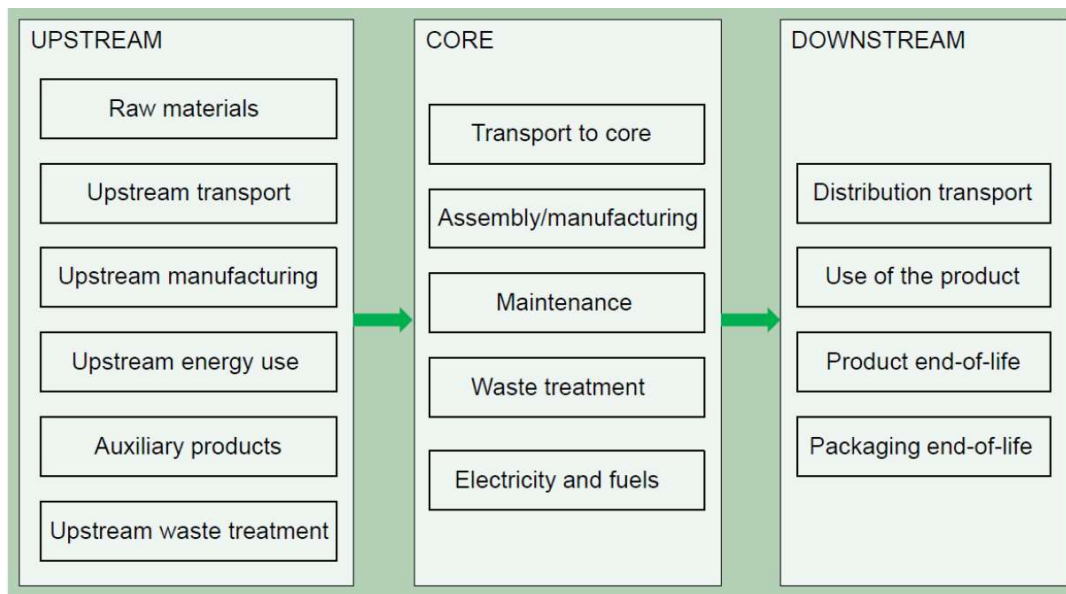 UPSTREAM
Raw materials
Upstream transport
Upstream manufacturing
Upstream energy use
Auxiliary products
Upstream waste treatment
CORE
Transport to core
Assembly/manufacturing
Maintenance
Waste treatment
Electricity and fuels
DOWNSTREAM
Distribution transport
Use of the product
Product end-of-life
Packaging end-of-life